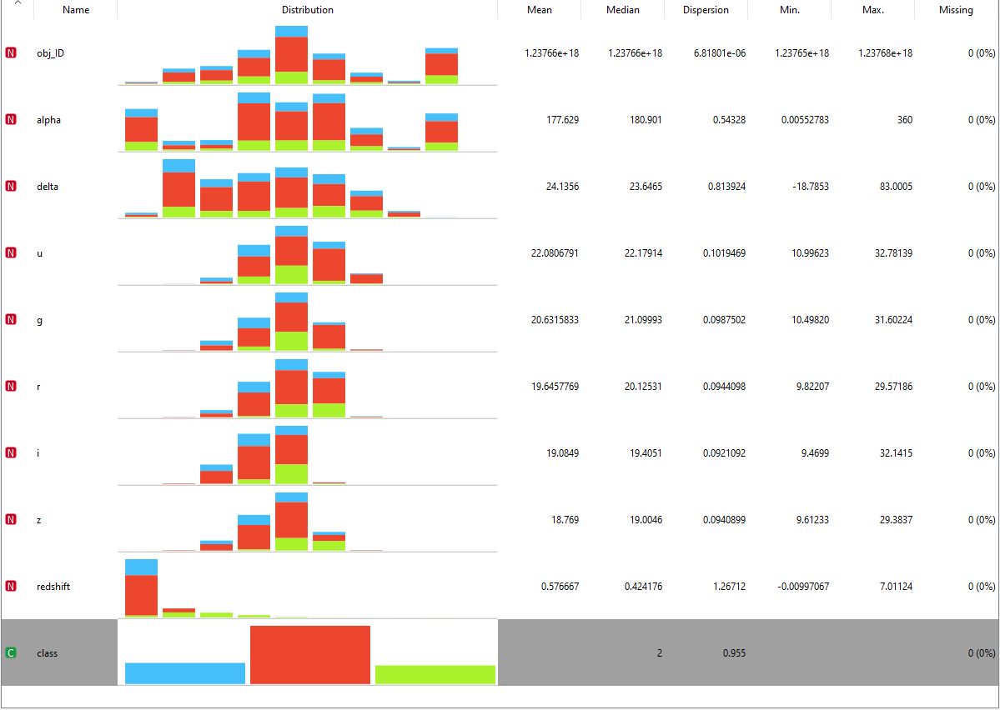 Name Distribution Mean Median Dispersion Min. Max. Missing
N obj_ID 1.23766e+18 1.23766e+18 6.81801e-06 1.23765e+18 1.23768e+18 0 (0%)
N alpha 177.629 180.901 0.54328 0.00552783 360 0 (0%)
N delta 24.1356 23.6465 0.813924 -18.7853 83.0005 0 (0%)
N u 22.0806791 22.17914 0.1019469 10.99623 32.78139 0 (0%)
N g 20.6315833 21.09993 0.0987502 10.49820 31.60224 0 (0%)
N r 19.6457769 20.12531 0.0944098 9.82207 29.57186 0 (0%)
N i 19.0849 19.4051 0.0921092 9.4699 32.1415 0 (0%)
N z 18.769 19.0046 0.0940899 9.61233 29.3837 0 (0%)
N redshift 0.576667 0.424176 1.26712 -0.00997067 7.01124 0 (0%)
C class 2 0.955 0 (0%)